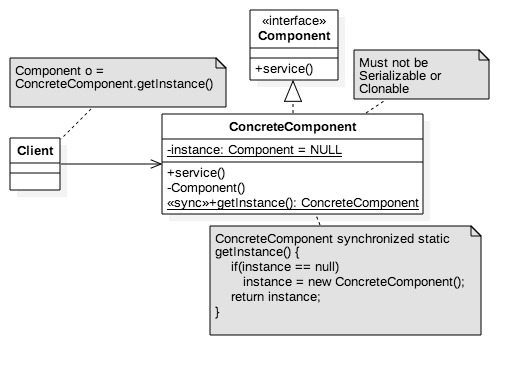 «interface»
Component
+service()
Must not be
Serializable or
Clonable
Component o =
ConcreteComponent.getInstance()
ConcreteComponent
-instance: Component = NULL
+service()
-Component()
«sync»+getInstance(): ConcreteComponent
Client
ConcreteComponent synchronized static
getInstance() {
if(instance == null)
instance = new ConcreteComponent();
return instance;
}